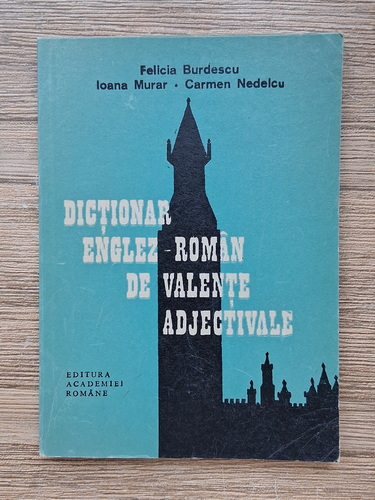 Felicia Burdescu
Ioana Murar • Carmen Nedelcu
DICȚIONAR
ENGLEZ-ROMÂN
DE VALENȚE
ADJECTIVALE
EDITURA
ACADEMIEI
ROMÂNE